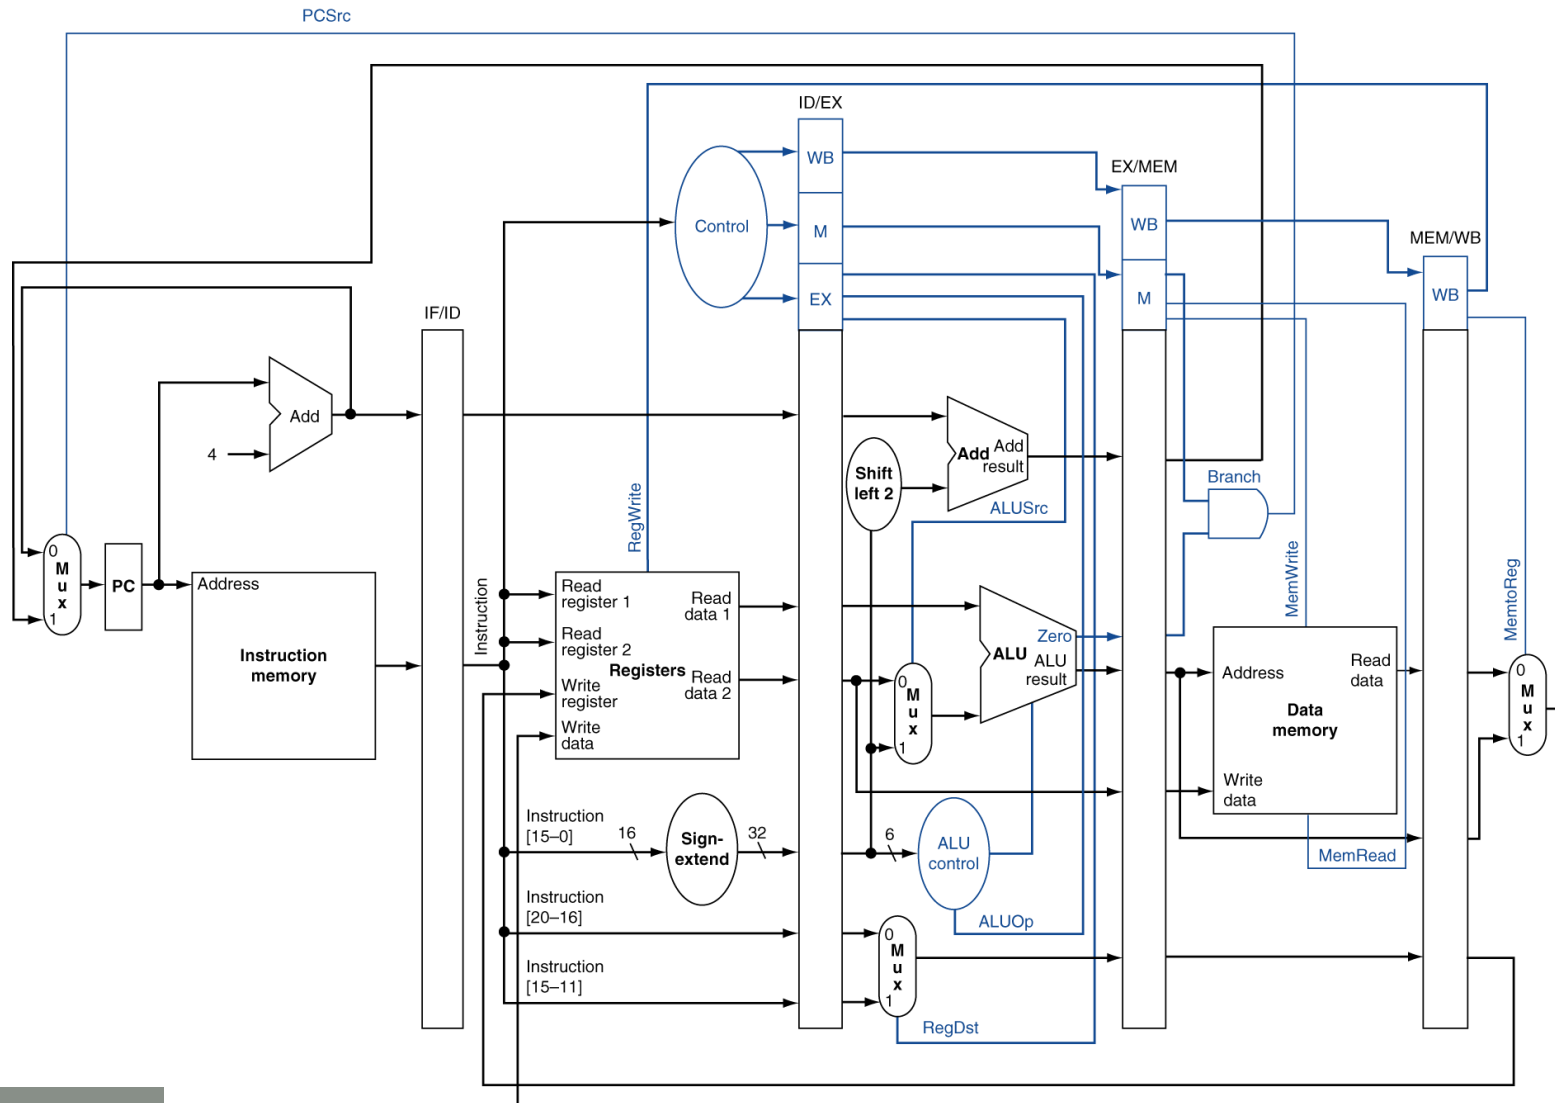 PCSrc
ID/EX
WB
EX/MEM
Control
M
WB
MEM/WB
EX
M
WB
IF/ID
Add
4
Add Add
result
Shift
left 2
Branch
ALUSrc
RegWrite
MemWrite
MemtoReg
0
M
u
x
1
PC
Address
Instruction
memory
Instruction
Read
register 1
Read
register 2
Write
register
Write
data
Registers
Read
data 1
Read
data 2
0
M
u
x
1
Zero
ALU
ALU
result
Address
Read
data
Data
memory
Write
data
0
M
u
x
1
MemRead
Instruction
[15–0]
16
Sign-
extend
32
6
ALU
control
ALUOp
Instruction
[20–16]
Instruction
[15–11]
0
M
u
x
1
RegDst